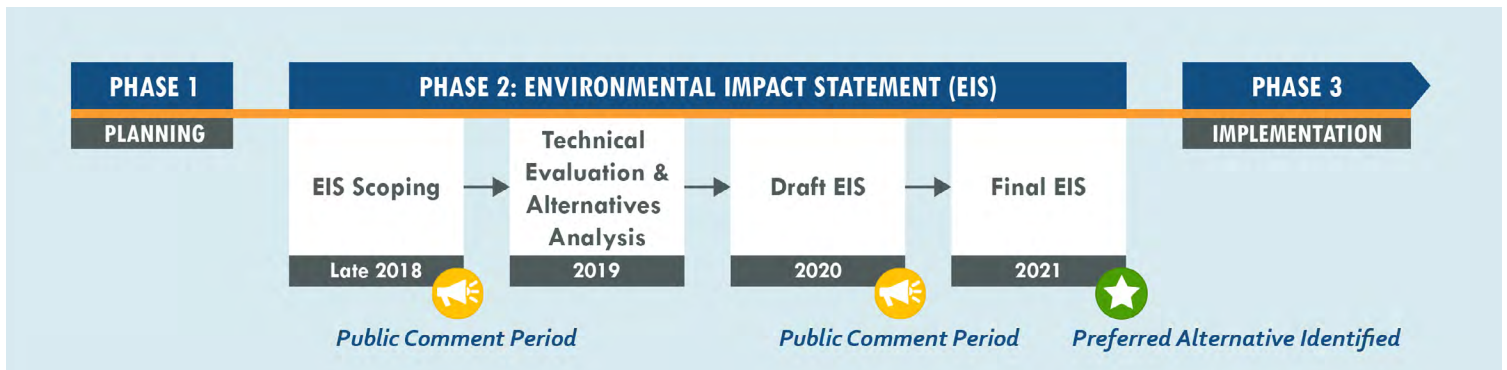 PHASE 1
PLANNING
PHASE 2: ENVIRONMENTAL IMPACT STATEMENT (EIS)
EIS Scoping
Late 2018
Public Comment Period
Technical
Evaluation &
Alternatives
Analysis
2019
Draft EIS
2020
Public Comment Period
Final EIS
2021
Preferred Alternative Identified
PHASE 3
IMPLEMENTATION